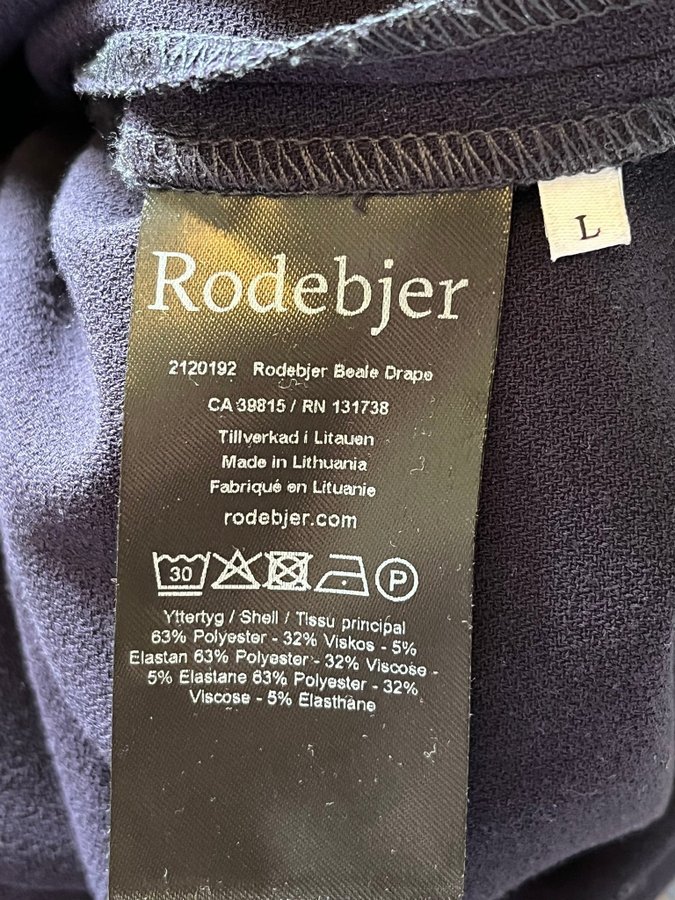 L
Rodebjer
2120192 Rodebjer Beale Drape
CA 39815 / RN 131738
Tillverkad i Litauen
Made in Lithuania
Fabriqué en Lituanie
rodebjer.com
30 P
Yttertyg / Shell / Tissu principal
63% Polyester - 32% Viskos - 5%
Elastan 63% Polyester - 32% Viscose -
5% Elastane 63% Polyester - 32%
Viscose - 5% Elasthane